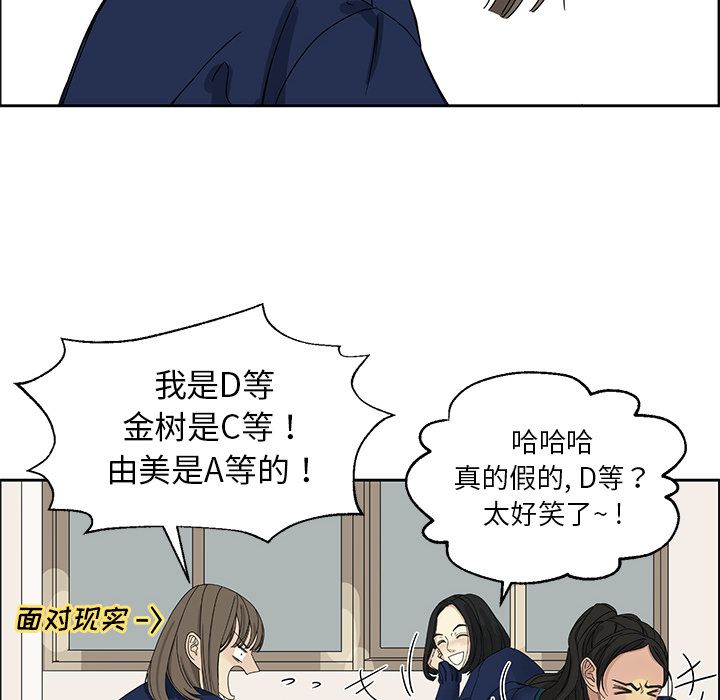 我是D等
金树是C等！
由美是A等的！
哈哈哈
真的假的, D等？
太好笑了~！
面对现实->